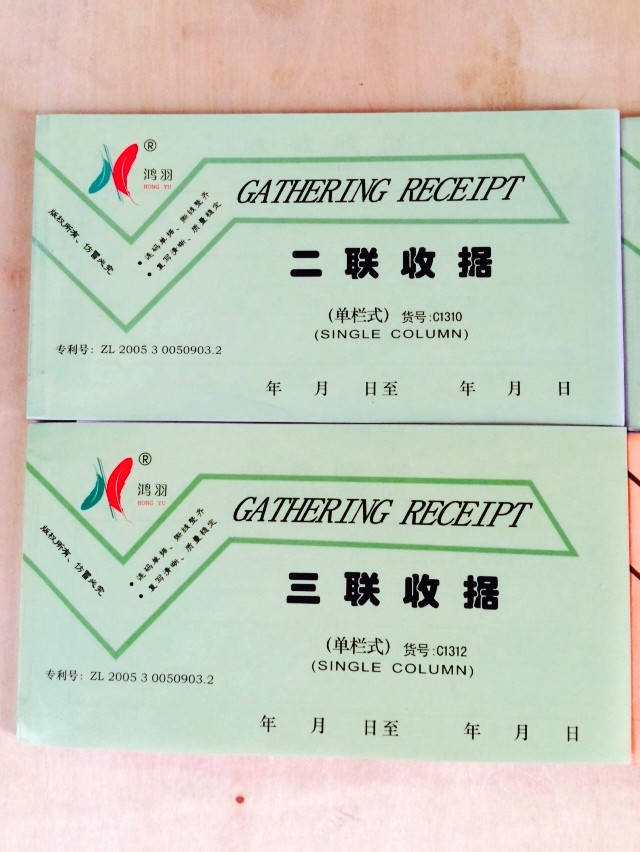 ®
鸿羽
HONG YU
版权所有、仿冒必究
• 连码单排、撕线整齐
• 复写清晰、质量稳定
GATHERING RECEIPT
二联收据
(单栏式) 货号:C1310
(SINGLE COLUMN)
专利号: ZL 2005 3 0050903.2
年 月 日至 年 月 日
®
鸿羽
HONG YU
版权所有、仿冒必究
• 连码单排、撕线整齐
• 复写清晰、质量稳定
GATHERING RECEIPT
三联收据
(单栏式) 货号:C1312
(SINGLE COLUMN)
专利号: ZL 2005 3 0050903.2
年 月 日至 年 月 日